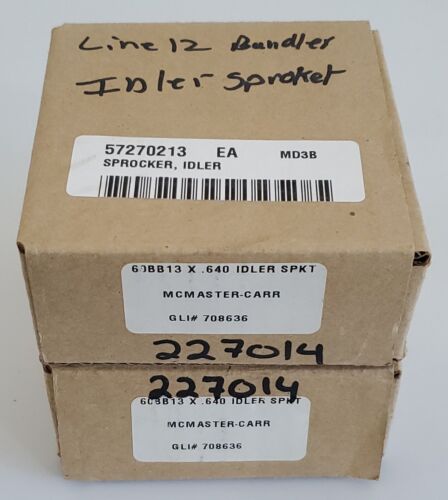 Line 12 Bundler
IDler Sproket
57270213 EA MD3B
SPROCKER, IDLER
60BB13 X .640 IDLER SPKT
MCMASTER-CARR
GLI# 708636
227014
227014
60BB13 X .640 IDLER SPKT
MCMASTER-CARR
GLI# 708636